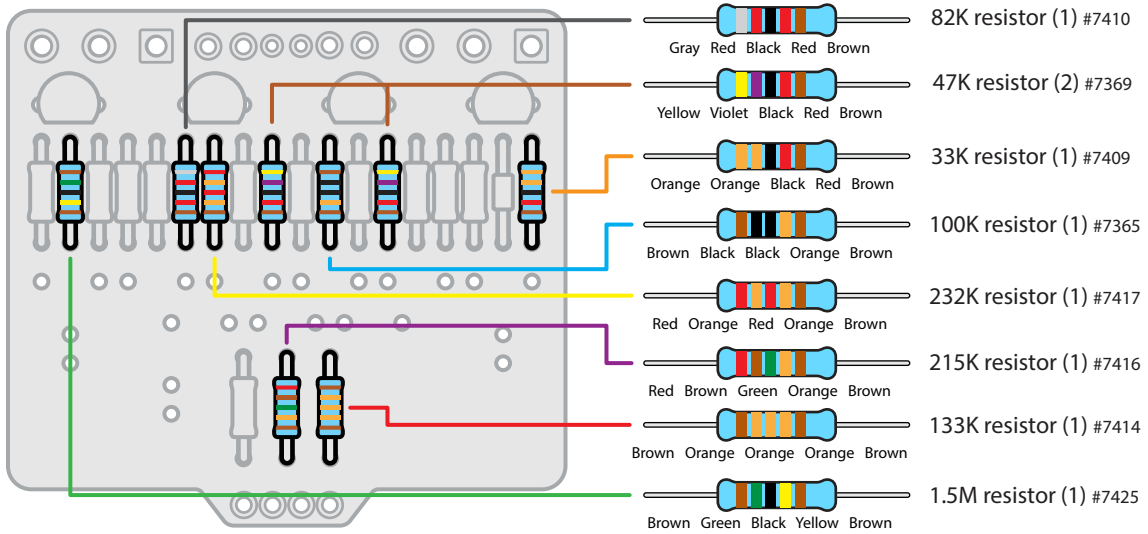 82K resistor (1) #7410
Gray Red Black Red Brown
47K resistor (2) #7369
Yellow Violet Black Red Brown
33K resistor (1) #7409
Orange Orange Black Red Brown
100K resistor (1) #7365
Brown Black Black Orange Brown
232K resistor (1) #7417
Red Orange Red Orange Brown
215K resistor (1) #7416
Red Brown Green Orange Brown
133K resistor (1) #7414
Brown Orange Orange Orange Brown
1.5M resistor (1) #7425
Brown Green Black Yellow Brown